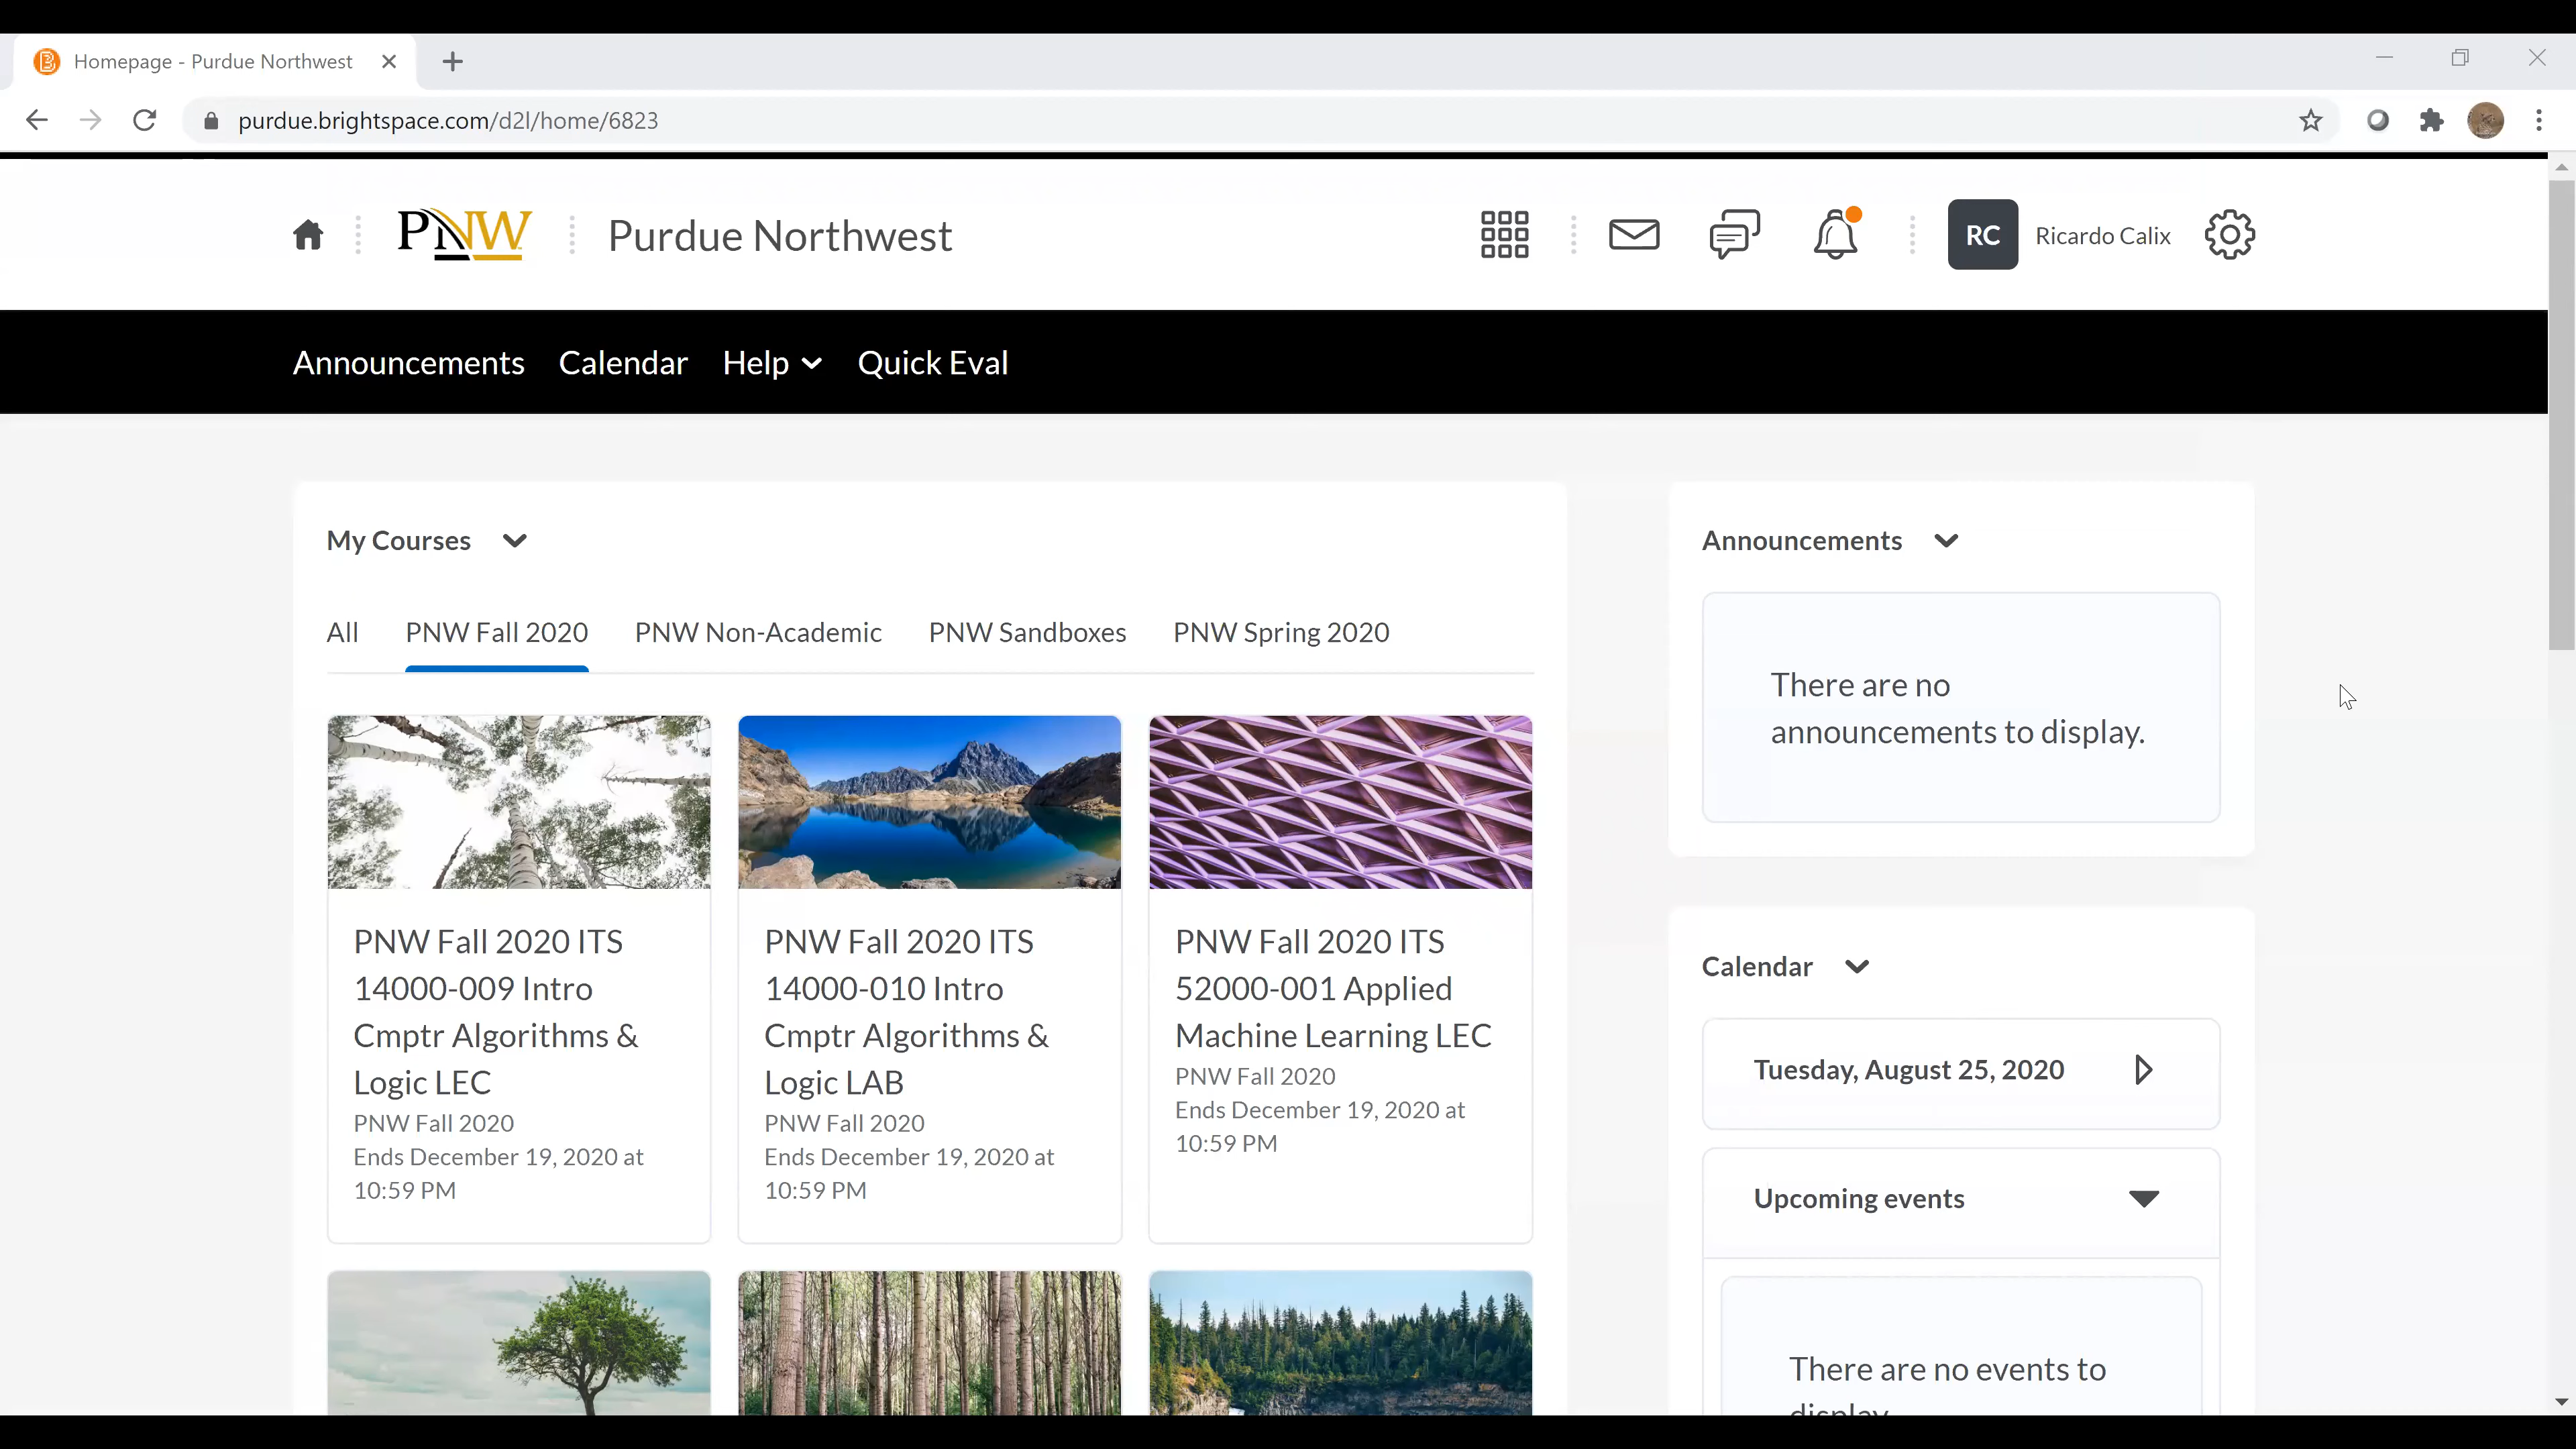 Homepage - Purdue Northwest
purdue.brightspace.com/d2l/home/6823
PNW
Purdue Northwest
RC
Ricardo Calix
Announcements
Calendar
Help
Quick Eval
My Courses
All
PNW Fall 2020
PNW Non-Academic
PNW Sandboxes
PNW Spring 2020
PNW Fall 2020 ITS
14000-009 Intro
Cmptr Algorithms &
Logic LEC
PNW Fall 2020
Ends December 19, 2020 at
10:59 PM
PNW Fall 2020 ITS
14000-010 Intro
Cmptr Algorithms &
Logic LAB
PNW Fall 2020
Ends December 19, 2020 at
10:59 PM
PNW Fall 2020 ITS
52000-001 Applied
Machine Learning LEC
PNW Fall 2020
Ends December 19, 2020 at
10:59 PM
Announcements
There are no
announcements to display.
Calendar
Tuesday, August 25, 2020
Upcoming events
There are no events to
display.